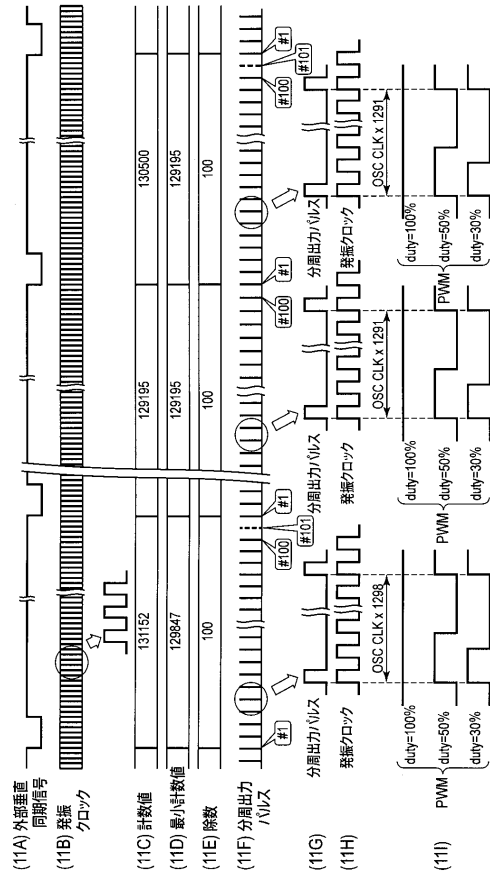 (11A) 外部垂直
同期信号
(11B) 発振
クロック
(11C) 計数値
131152
129195
130500
(11D) 最小計数値
129847
129195
129195
(11E) 除数
100
100
100
(11F) 分周出力
パルス
#1
#100
#101
#1
#100
#1
#100
#101
#1
(11G)
分周出力パルス
分周出力パルス
分周出力パルス
(11H)
発振クロック
発振クロック
発振クロック
OSC CLK x 1298
OSC CLK x 1291
OSC CLK x 1291
(11I)
PWM
duty=100%
duty=50%
duty=30%
PWM
duty=100%
duty=50%
duty=30%
PWM
duty=100%
duty=50%
duty=30%